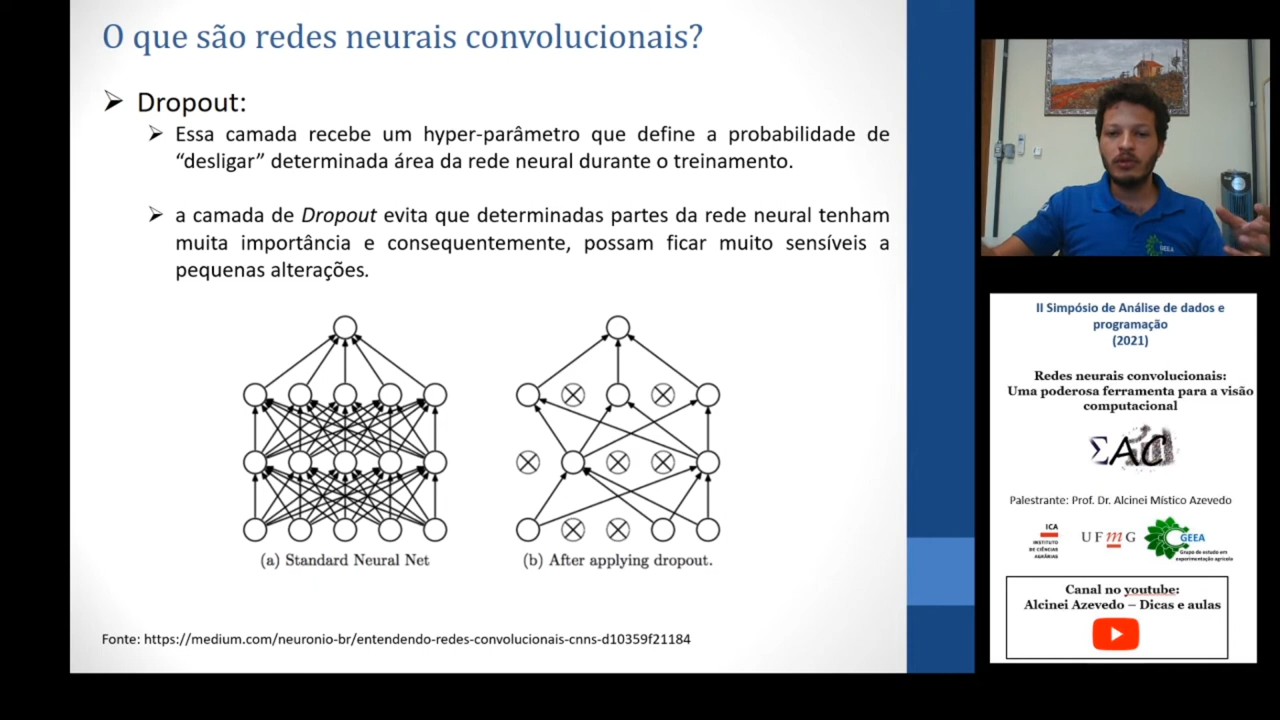 O que são redes neurais convolucionais?
➢ Dropout:
➢ Essa camada recebe um hyper-parâmetro que define a probabilidade de
“desligar” determinada área da rede neural durante o treinamento.
➢ a camada de Dropout evita que determinadas partes da rede neural tenham
muita importância e consequentemente, possam ficar muito sensíveis a
pequenas alterações.
(a) Standard Neural Net
(b) After applying dropout.
Fonte: https://medium.com/neuronio-br/entendendo-redes-convolucionais-cnns-d10359f21184
GEEA
II Simpósio de Análise de dados e
programação
(2021)
Redes neurais convolucionais:
Uma poderosa ferramenta para a visão
computacional
ΣAC
Palestrante: Prof. Dr. Alcinei Místico Azevedo
ICA
INSTITUTO
DE CIÊNCIAS
AGRÁRIAS
UFMG
GEEA
Grupo de estudo em
experimentação agrícola
Canal no youtube:
Alcinei Azevedo – Dicas e aulas